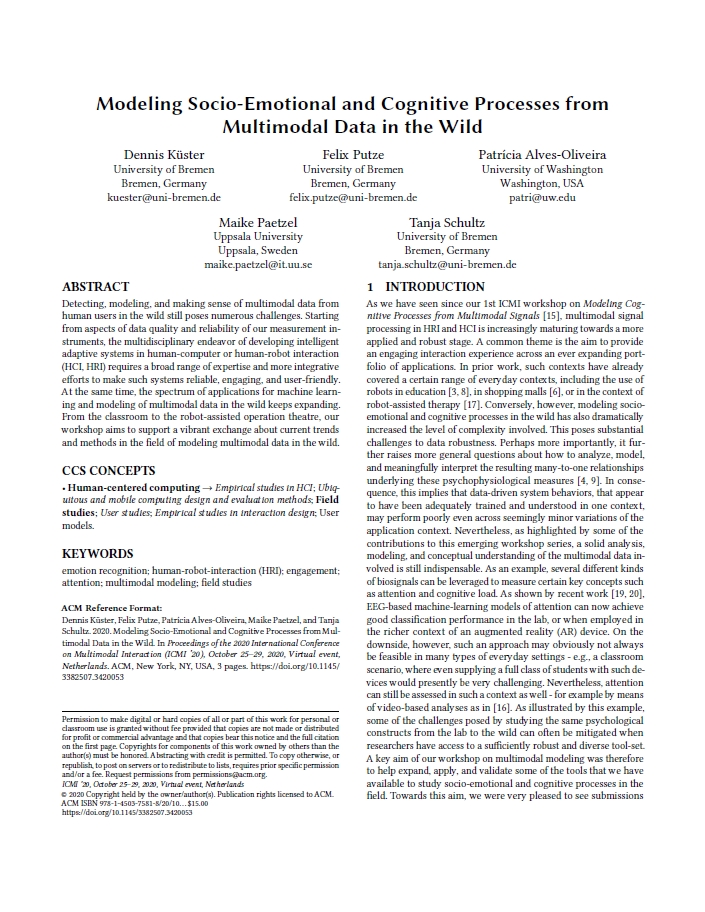 Modeling Socio-Emotional and Cognitive Processes from
Multimodal Data in the Wild
Dennis Küster
University of Bremen
Bremen, Germany
kuester@uni-bremen.de
Felix Putze
University of Bremen
Bremen, Germany
felix.putze@uni-bremen.de
Patrícia Alves-Oliveira
University of Washington
Washington, USA
patri@uw.edu
Maike Paetzel
Uppsala University
Uppsala, Sweden
maike.paetzel@it.uu.se
Tanja Schultz
University of Bremen
Bremen, Germany
tanja.schultz@uni-bremen.de
ABSTRACT
Detecting, modeling, and making sense of multimodal data from
human users in the wild still poses numerous challenges. Starting
from aspects of data quality and reliability of our measurement in-
struments, the multidisciplinary endeavor of developing intelligent
adaptive systems in human-computer or human-robot interaction
(HCI, HRI) requires a broad range of expertise and more integrative
efforts to make such systems reliable, engaging, and user-friendly.
At the same time, the spectrum of applications for machine learn-
ing and modeling of multimodal data in the wild keeps expanding.
From the classroom to the robot-assisted operation theatre, our
workshop aims to support a vibrant exchange about current trends
and methods in the field of modeling multimodal data in the wild.
CCS CONCEPTS
• Human-centered computing → Empirical studies in HCI; Ubiq-
uitous and mobile computing design and evaluation methods; Field
studies; User studies; Empirical studies in interaction design; User
models.
KEYWORDS
emotion recognition; human-robot-interaction (HRI); engagement;
attention; multimodal modeling; field studies
ACM Reference Format:
Dennis Küster, Felix Putze, Patrícia Alves-Oliveira, Maike Paetzel, and Tanja
Schultz. 2020. Modeling Socio-Emotional and Cognitive Processes from Mul-
timodal Data in the Wild. In Proceedings of the 2020 International Conference
on Multimodal Interaction (ICMI '20), October 25–29, 2020, Virtual event,
Netherlands. ACM, New York, NY, USA, 3 pages. https://doi.org/10.1145/
3382507.3420053
Permission to make digital or hard copies of all or part of this work for personal or
classroom use is granted without fee provided that copies are not made or distributed
for profit or commercial advantage and that copies bear this notice and the full citation
on the first page. Copyrights for components of this work owned by others than the
author(s) must be honored. Abstracting with credit is permitted. To copy otherwise, or
republish, to post on servers or to redistribute to lists, requires prior specific permission
and/or a fee. Request permissions from permissions@acm.org.
ICMI '20, October 25–29, 2020, Virtual event, Netherlands
© 2020 Copyright held by the owner/author(s). Publication rights licensed to ACM.
ACM ISBN 978-1-4503-7581-8/20/10...$15.00
https://doi.org/10.1145/3382507.3420053
1 INTRODUCTION
As we have seen since our 1st ICMI workshop on Modeling Cog-
nitive Processes from Multimodal Signals [15], multimodal signal
processing in HRI and HCI is increasingly maturing towards a more
applied and robust stage. A common theme is the aim to provide
an engaging interaction experience across an ever expanding port-
folio of applications. In prior work, such contexts have already
covered a certain range of everyday contexts, including the use of
robots in education [3, 8], in shopping malls [6], or in the context of
robot-assisted therapy [17]. Conversely, however, modeling socio-
emotional and cognitive processes in the wild has also dramatically
increased the level of complexity involved. This poses substantial
challenges to data robustness. Perhaps more importantly, it fur-
ther raises more general questions about how to analyze, model,
and meaningfully interpret the resulting many-to-one relationships
underlying these psychophysiological measures [4, 9]. In conse-
quence, this implies that data-driven system behaviors, that appear
to have been adequately trained and understood in one context,
may perform poorly even across seemingly minor variations of the
application context. Nevertheless, as highlighted by some of the
contributions to this emerging workshop series, a solid analysis,
modeling, and conceptual understanding of the multimodal data in-
volved is still indispensable. As an example, several different kinds
of biosignals can be leveraged to measure certain key concepts such
as attention and cognitive load. As shown by recent work [19, 20],
EEG-based machine-learning models of attention can now achieve
good classification performance in the lab, or when employed in
the richer context of an augmented reality (AR) device. On the
downside, however, such an approach may obviously not always
be feasible in many types of everyday settings - e.g., a classroom
scenario, where even supplying a full class of students with such de-
vices would presently be very challenging. Nevertheless, attention
can still be assessed in such a context as well - for example by means
of video-based analyses as in [16]. As illustrated by this example,
some of the challenges posed by studying the same psychological
constructs from the lab to the wild can often be mitigated when
researchers have access to a sufficiently robust and diverse tool-set.
A key aim of our workshop on multimodal modeling was therefore
to help expand, apply, and validate some of the tools that we have
available to study socio-emotional and cognitive processes in the
field. Towards this aim, we were very pleased to see submissions